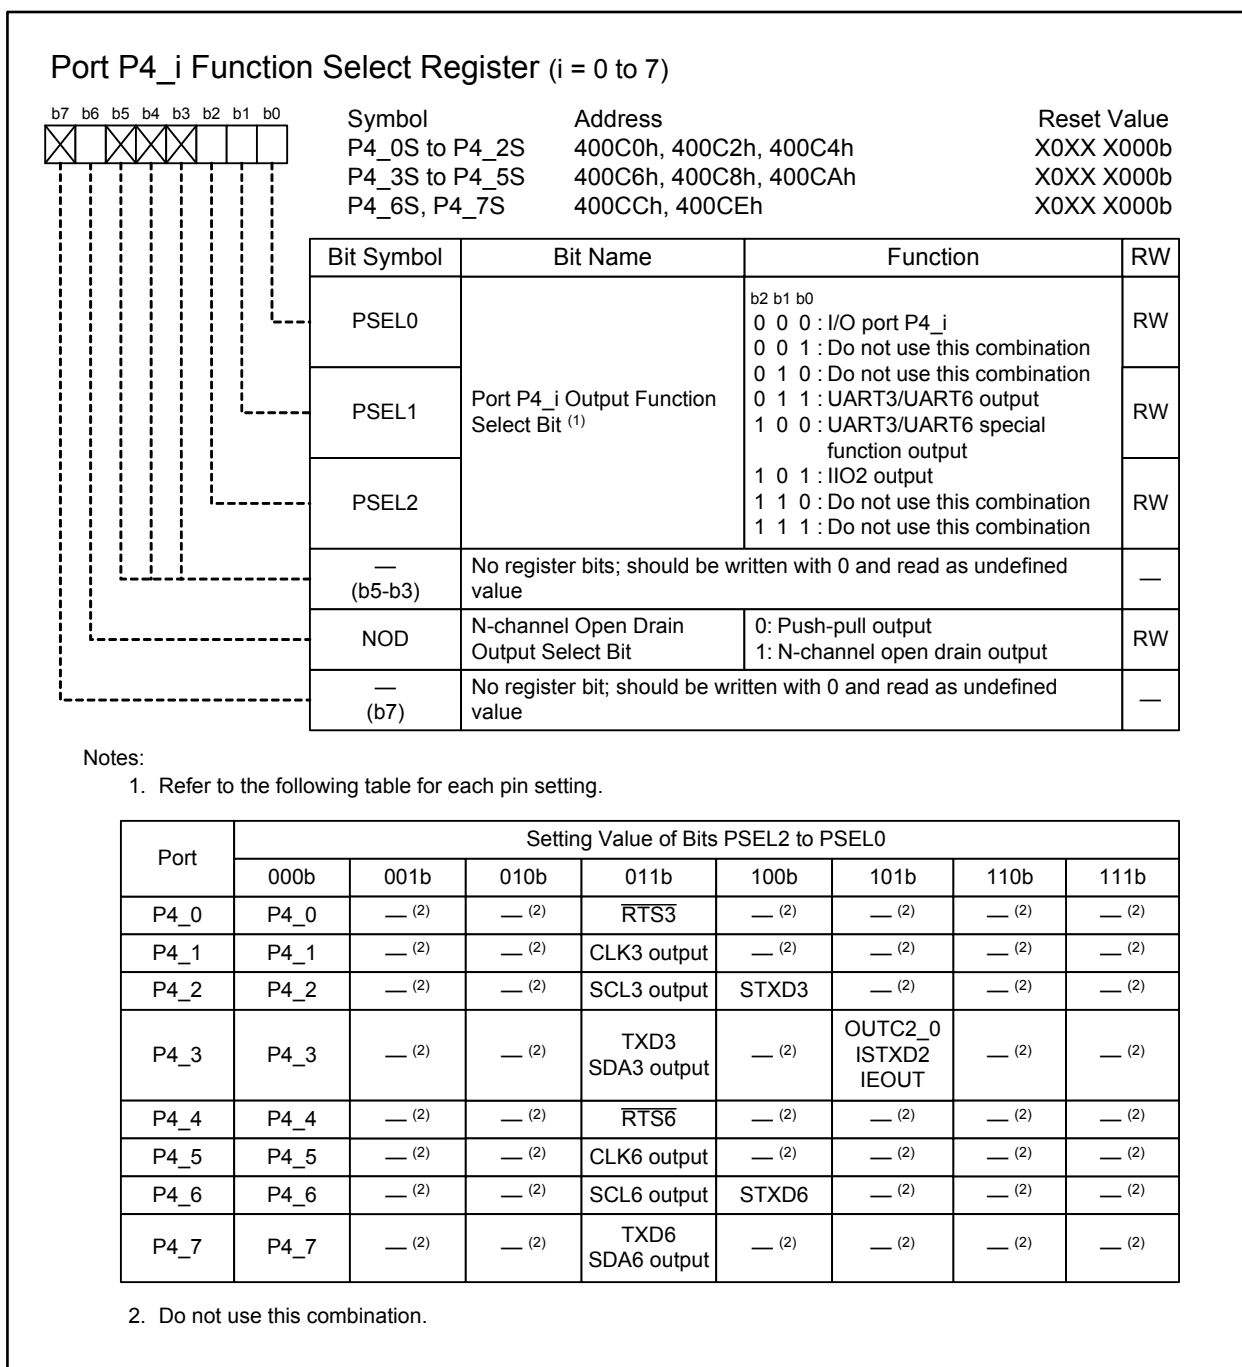 Port P4_i Function Select Register (i = 0 to 7)
b7 b6 b5 b4 b3 b2 b1 b0
Symbol Address Reset Value
P4_0S to P4_2S 400C0h, 400C2h, 400C4h X0XX X000b
P4_3S to P4_5S 400C6h, 400C8h, 400CAh X0XX X000b
P4_6S, P4_7S 400CCh, 400CEh X0XX X000b
Bit Symbol Bit Name Function RW
PSEL0 RW
PSEL1 RW
PSEL2 RW
Port P4_i Output Function
Select Bit (1)
b2 b1 b0
0 0 0 : I/O port P4_i
0 0 1 : Do not use this combination
0 1 0 : Do not use this combination
0 1 1 : UART3/UART6 output
1 0 0 : UART3/UART6 special
function output
1 0 1 : IIO2 output
1 1 0 : Do not use this combination
1 1 1 : Do not use this combination
— (b5-b3) No register bits; should be written with 0 and read as undefined
value —
NOD N-channel Open Drain
Output Select Bit
0: Push-pull output
1: N-channel open drain output
RW
— (b7) No register bit; should be written with 0 and read as undefined
value —
Notes:
1. Refer to the following table for each pin setting.
Port Setting Value of Bits PSEL2 to PSEL0
000b 001b 010b 011b 100b 101b 110b 111b
P4_0 P4_0 — (2) — (2) RTS3 — (2) — (2) — (2) — (2)
P4_1 P4_1 — (2) — (2) CLK3 output — (2) — (2) — (2) — (2)
P4_2 P4_2 — (2) — (2) SCL3 output STXD3 — (2) — (2) — (2)
P4_3 P4_3 — (2) — (2) TXD3 SDA3 output — (2) OUTC2_0 ISTXD2 IEOUT — (2) — (2)
P4_4 P4_4 — (2) — (2) RTS6 — (2) — (2) — (2) — (2)
P4_5 P4_5 — (2) — (2) CLK6 output — (2) — (2) — (2) — (2)
P4_6 P4_6 — (2) — (2) SCL6 output STXD6 — (2) — (2) — (2)
P4_7 P4_7 — (2) — (2) TXD6 SDA6 output — (2) — (2) — (2) — (2)
2. Do not use this combination.